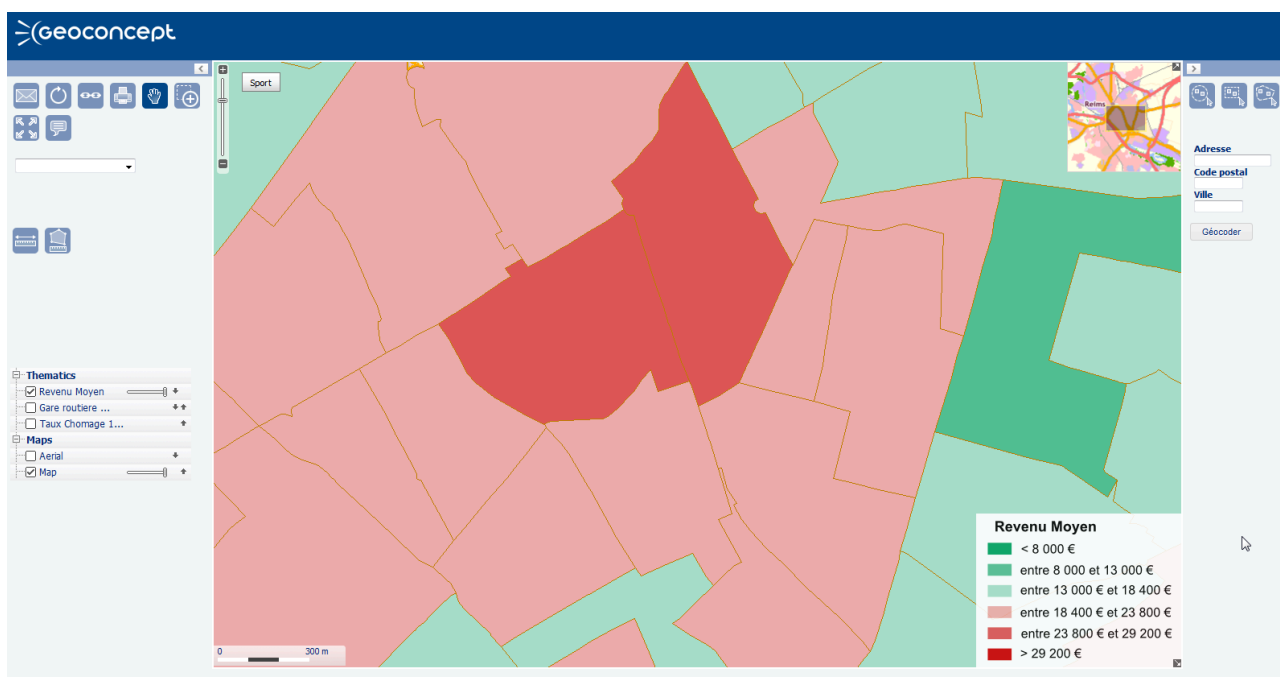 Geoconcept
Sport
Reims
Adresse
Code postal
Ville
Géocoder
Thematics
Revenu Moyen
Gare routiere ...
Taux Chomage 1...
Maps
Aerial
Map
Revenu Moyen
< 8 000 €
entre 8 000 et 13 000 €
entre 13 000 € et 18 400 €
entre 18 400 € et 23 800 €
entre 23 800 € et 29 200 €
> 29 200 €
0 300 m